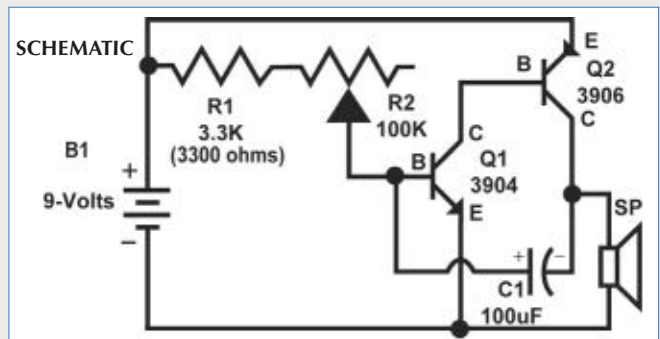 SCHEMATIC
R1
3.3K
(3300 ohms)
R2
100K
B1
+
9-Volts
−
B
C
Q1
3904
E
B
E
Q2
3906
C
SP
+
−
C1
100uF